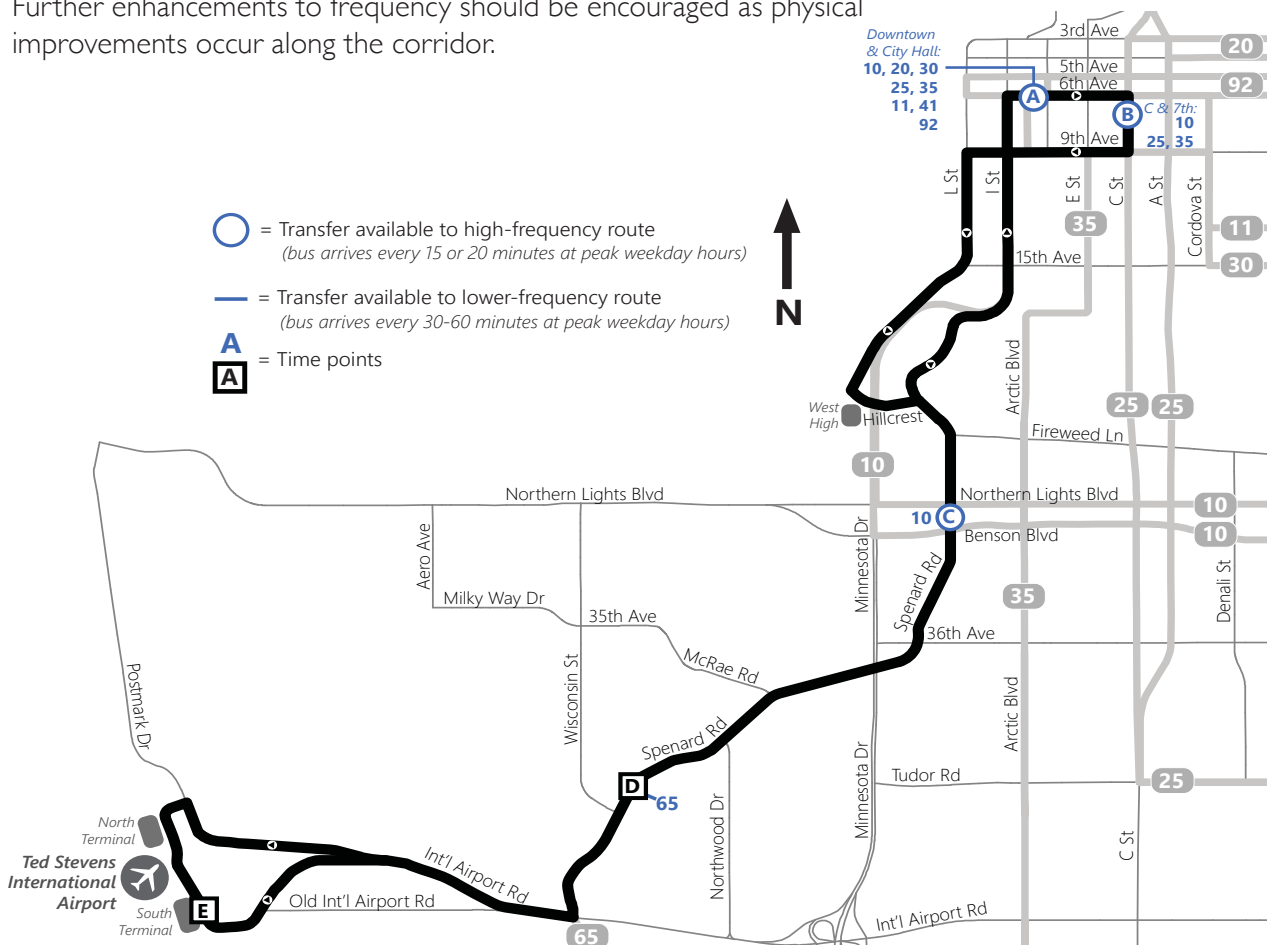 Further enhancements to frequency should be encouraged as physical
improvements occur along the corridor.
Downtown
& City Hall:
10, 20, 30
25, 35
11, 41
92
3rd Ave
20
5th Ave
92
6th Ave
A
B
C & 7th:
10
25, 35
9th Ave
L St
I St
E St
C St
A St
Cordova St
35
11
30
15th Ave
= Transfer available to high-frequency route
(bus arrives every 15 or 20 minutes at peak weekday hours)
= Transfer available to lower-frequency route
(bus arrives every 30-60 minutes at peak weekday hours)
A
A
= Time points
N
Arctic Blvd
25
25
West
High
Hillcrest
Fireweed Ln
10
Northern Lights Blvd
Northern Lights Blvd
10
10
C
Benson Blvd
10
Aero Ave
Minnesota Dr
Spenard Rd
35
Denali St
Milky Way Dr
35th Ave
36th Ave
McRae Rd
Postmark Dr
Wisconsin St
Spenard Rd
Arctic Blvd
Minnesota Dr
Tudor Rd
25
D
65
Northwood Dr
C St
North
Terminal
Ted Stevens
International
Airport
South
Terminal
E
Int'l Airport Rd
Old Int'l Airport Rd
65
Int'l Airport Rd